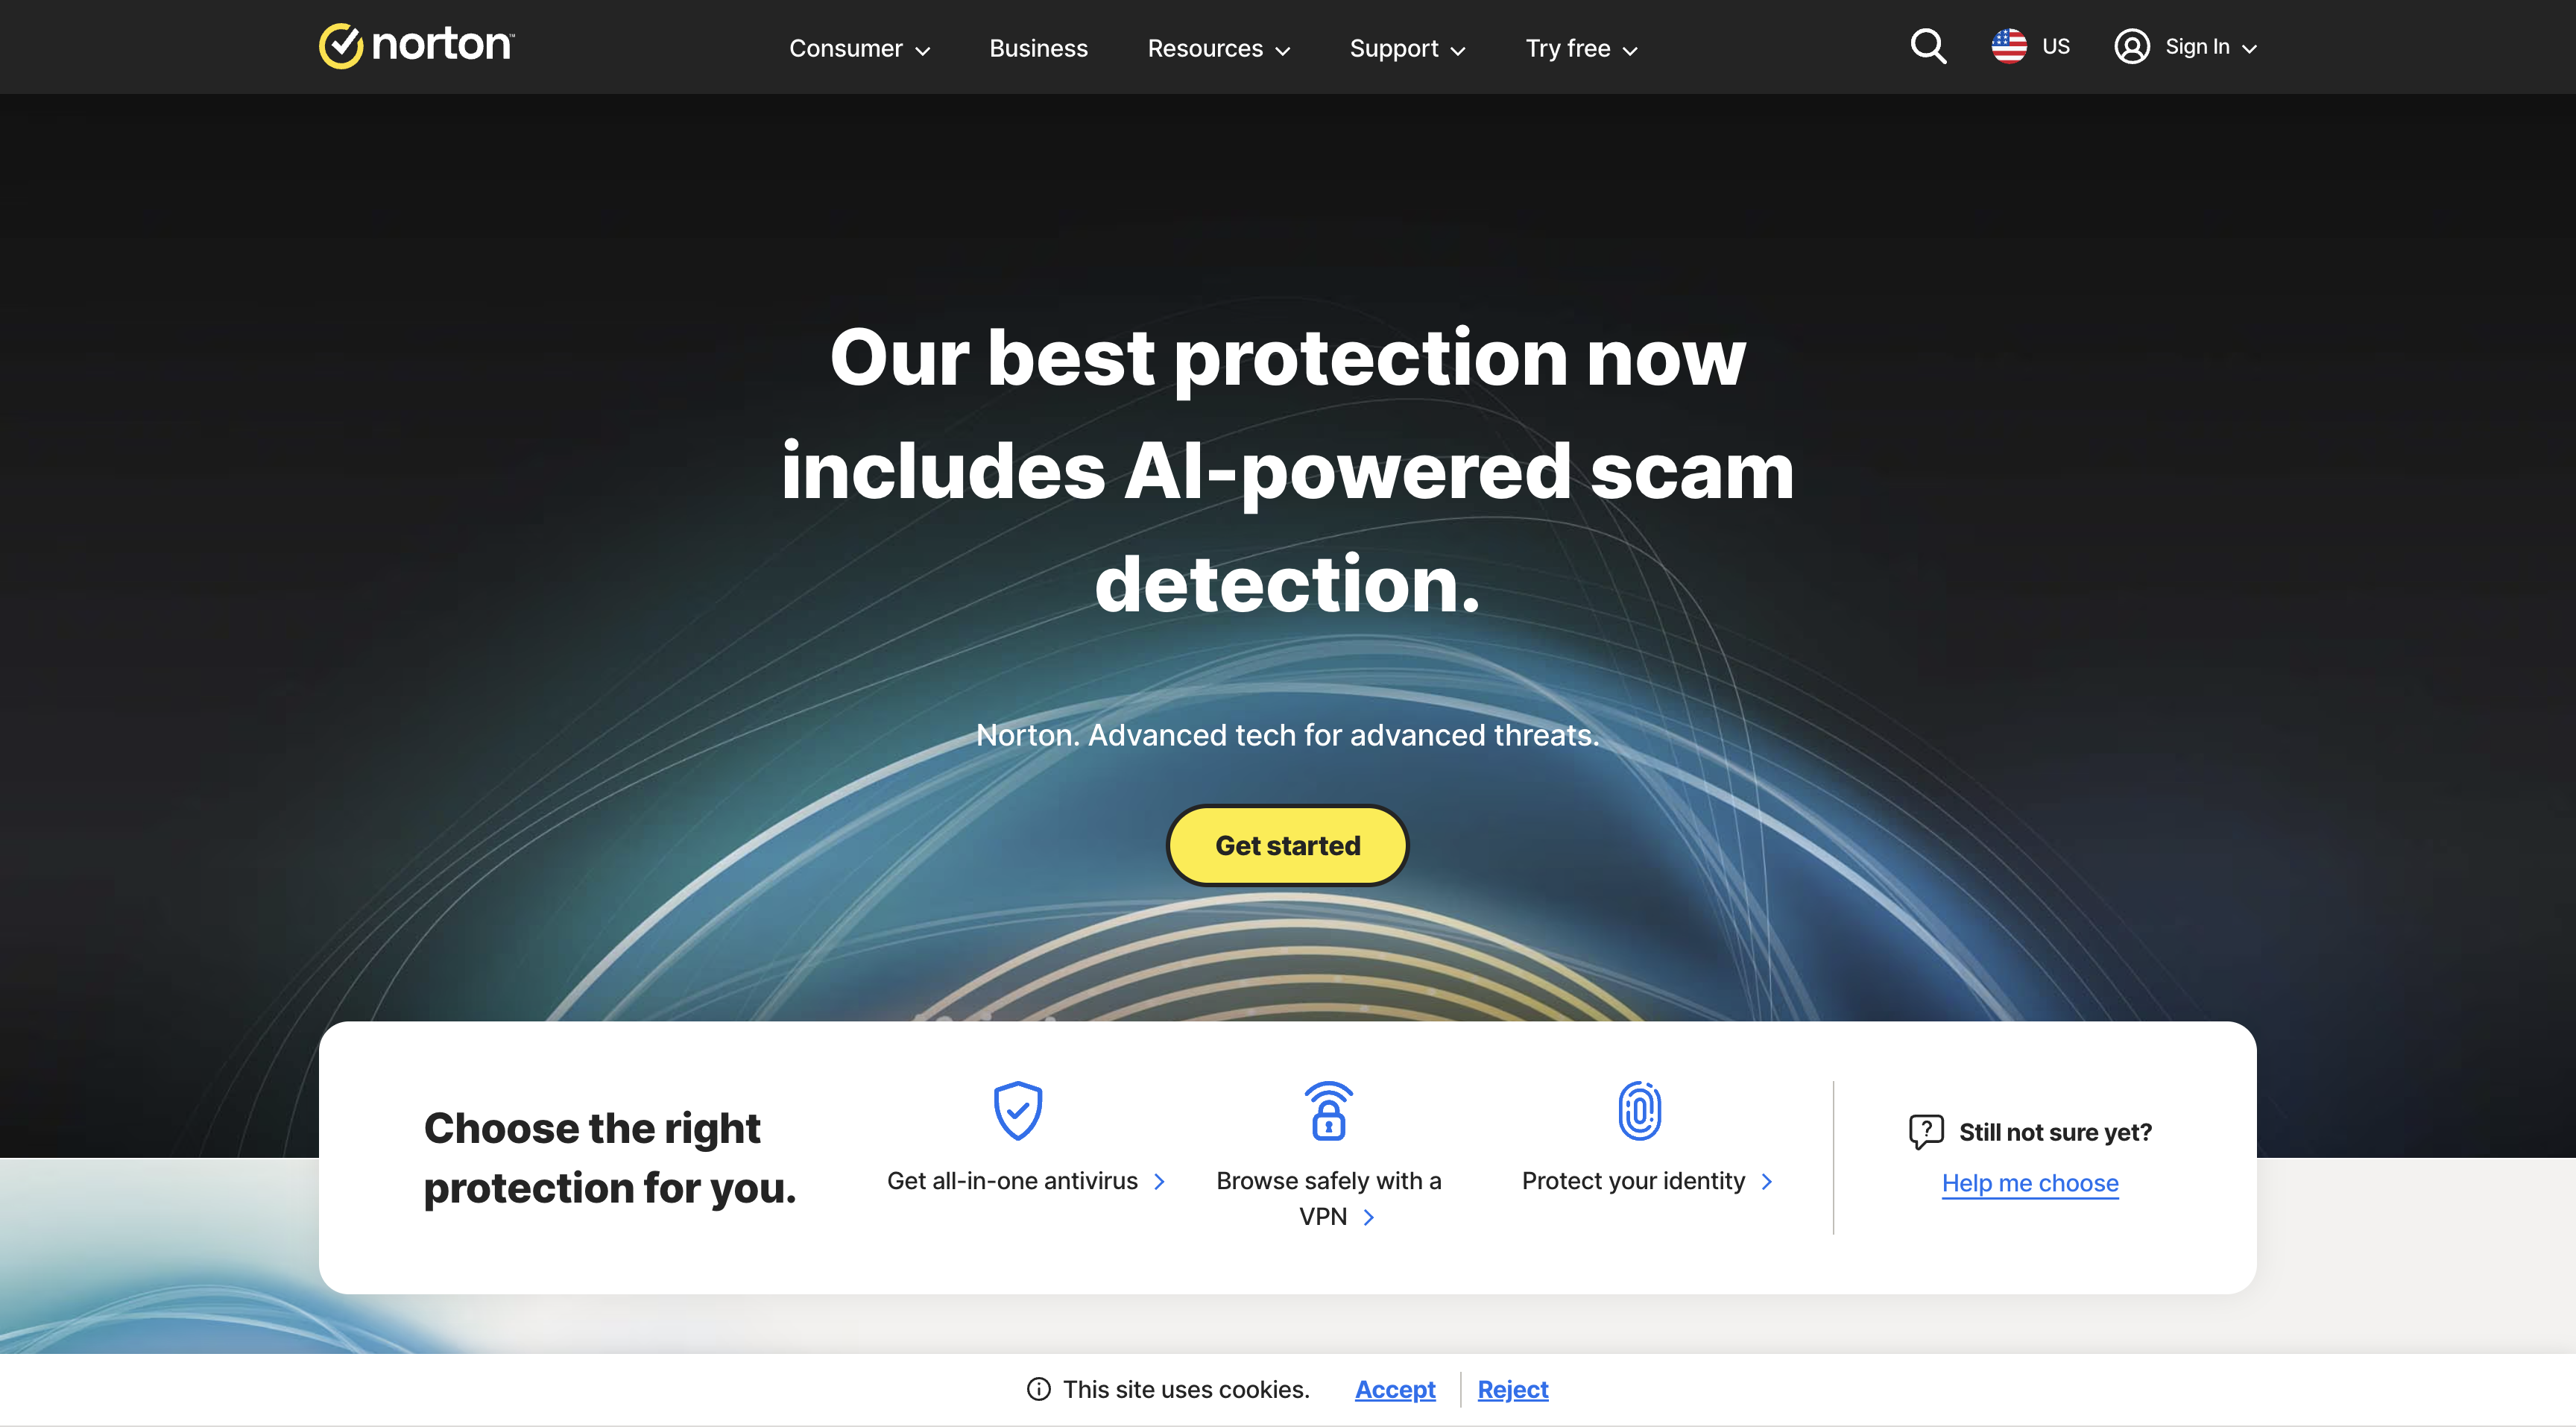 norton™
Consumer
Business
Resources
Support
Try free
US
Sign In
Our best protection now
includes AI-powered scam
detection.
Norton. Advanced tech for advanced threats.
Get started
Choose the right
protection for you.
Get all-in-one antivirus
Browse safely with a
VPN
Protect your identity
? Still not sure yet?
Help me choose
This site uses cookies.
Accept
Reject